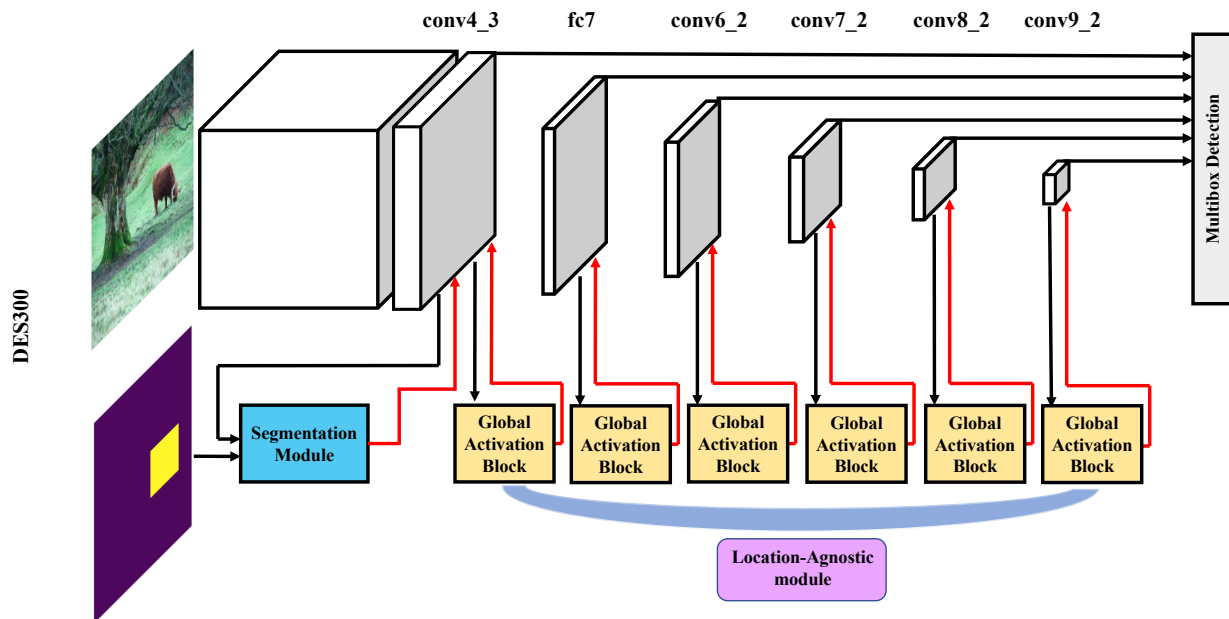 conv4_3
fc7
conv6_2
conv7_2
conv8_2
conv9_2
Multibox Detection
DES300
Segmentation
Module
Global
Activation
Block
Global
Activation
Block
Global
Activation
Block
Global
Activation
Block
Global
Activation
Block
Global
Activation
Block
Location-Agnostic
module